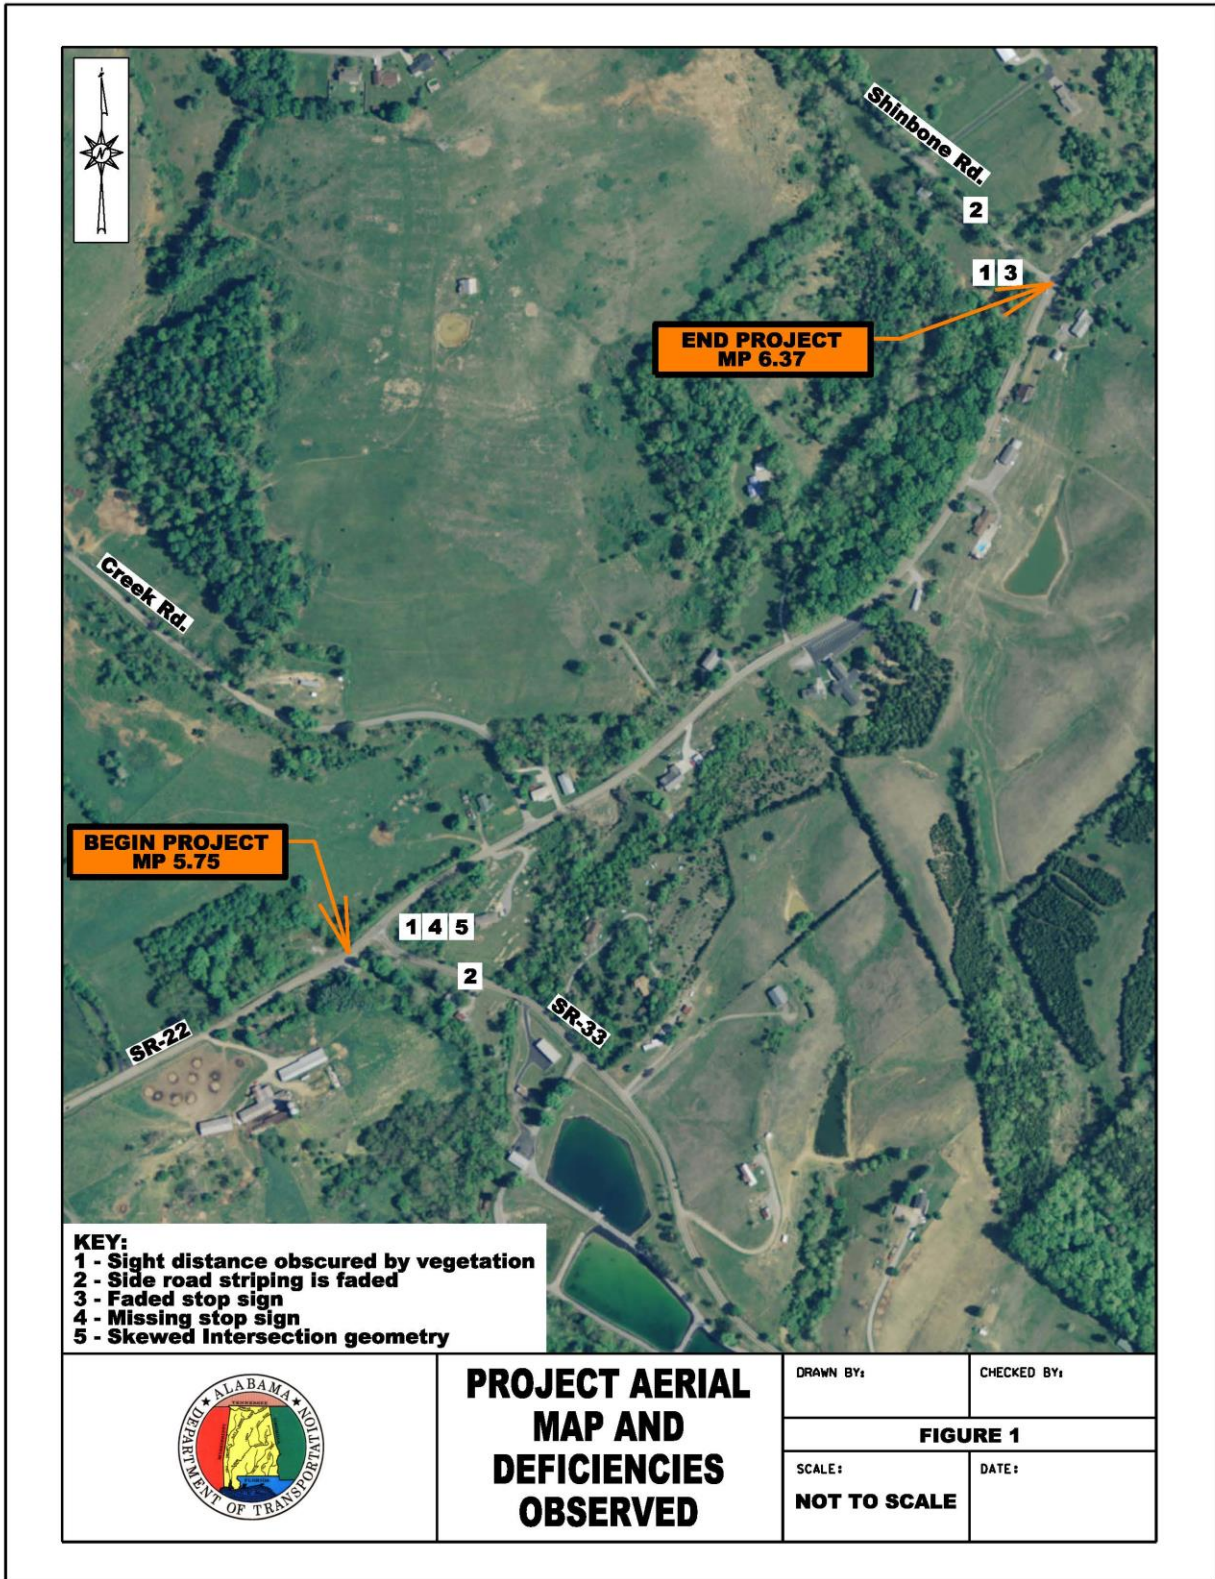 N
Shinbone Rd.
2
1 3
END PROJECT
MP 6.37
Creek Rd.
BEGIN PROJECT
MP 5.75
1 4 5
2
SR-33
SR-22
KEY:
1 - Sight distance obscured by vegetation
2 - Side road striping is faded
3 - Faded stop sign
4 - Missing stop sign
5 - Skewed Intersection geometry
ALABAMA
DEPARTMENT OF TRANSPORTATION
TENNESSEE
FLORIDA
PROJECT AERIAL
MAP AND
DEFICIENCIES
OBSERVED
DRAWN BY:
CHECKED BY:
FIGURE 1
SCALE:
NOT TO SCALE
DATE: